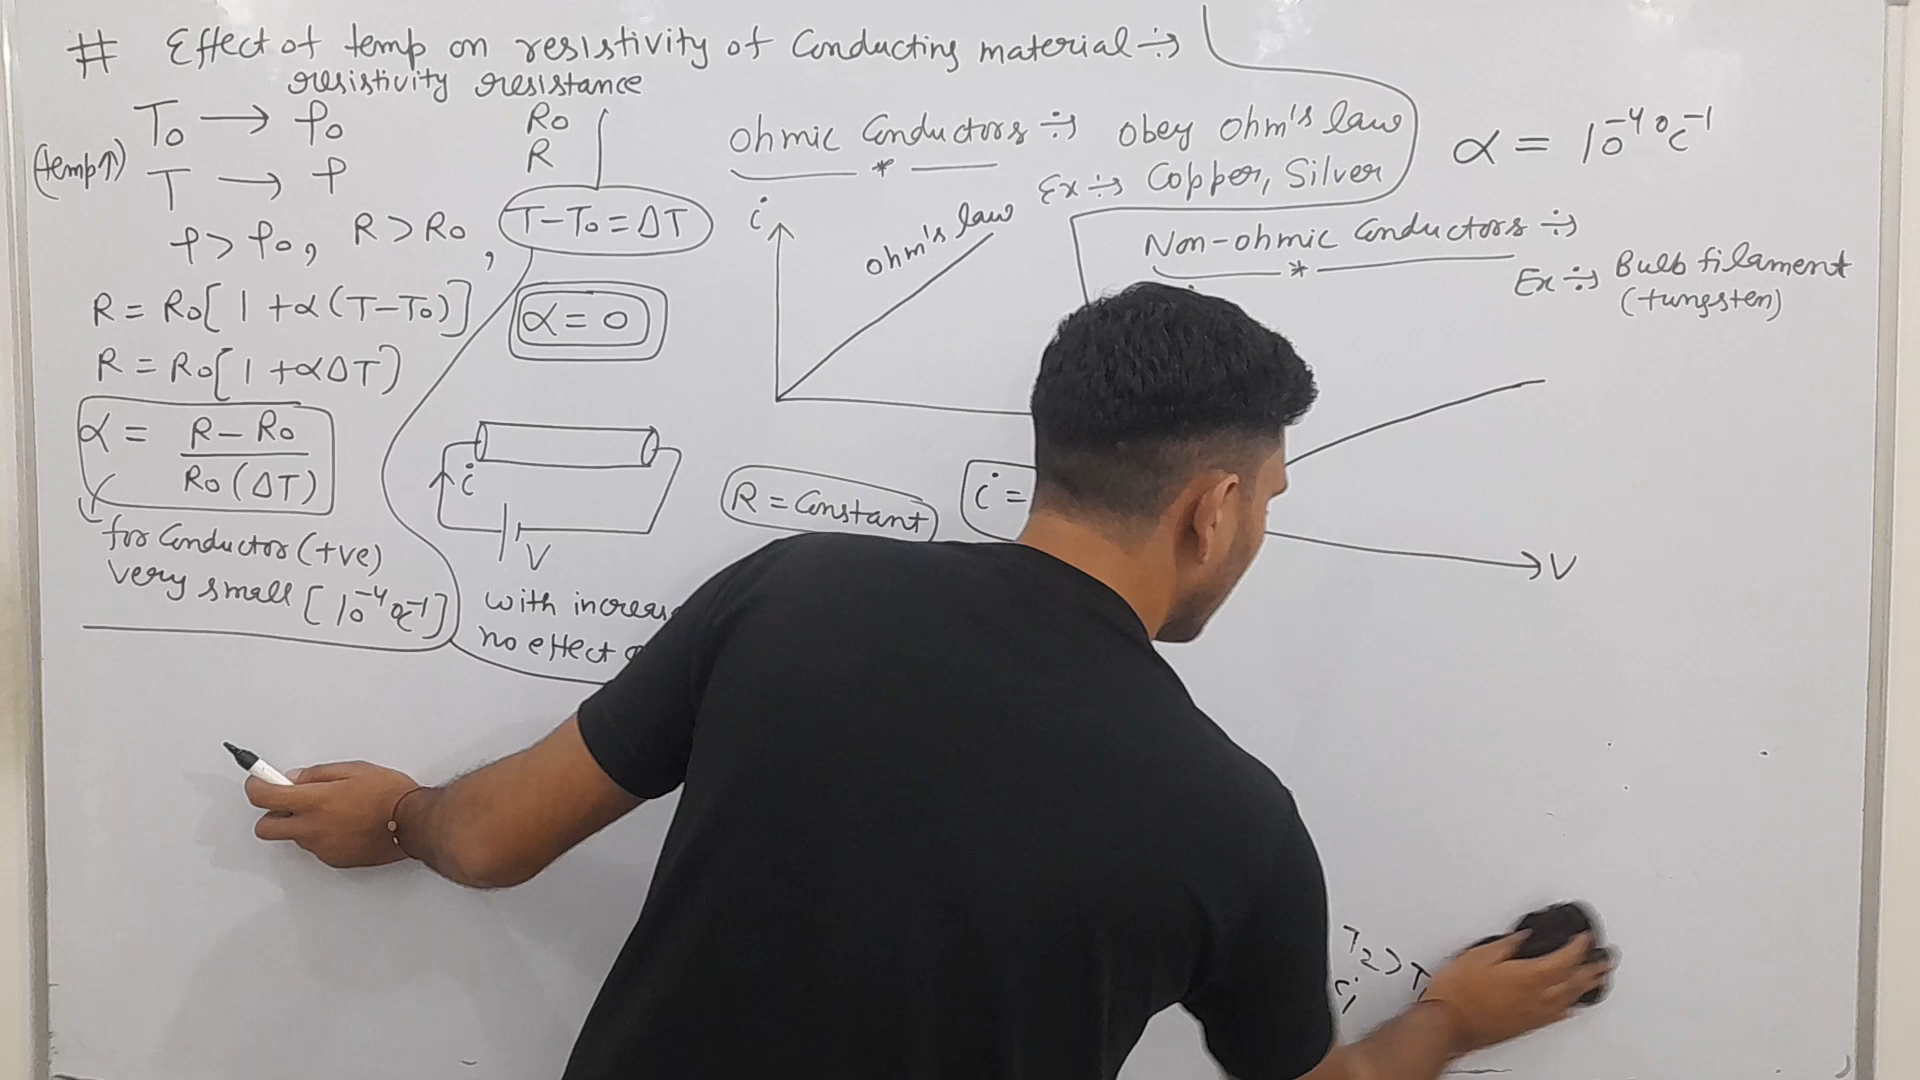 # Effect of temp on resistivity of Conducting material ÷>
resistivity resistance
T₀ → ρ₀
(temp↑)
T → ρ
R₀
R
ρ > ρ₀, R > R₀,
T-T₀ = ΔT
R = R₀[1+α(T-T₀)]
α = 0
R = R₀[1+αΔT)
α = R-R₀ / R₀(ΔT)
for Conductor (+ve)
very small [10⁻⁴ °C⁻¹]
i
V
with
no effect
ohmic Conductors ÷> obey ohm's law
Ex ÷> Copper, Silver
i
ohm's law
R = Constant
i =
α = 10⁻⁴ °C⁻¹
Non-ohmic Conductors ÷>
Ex ÷> Bulb filament
(tungsten)
V
T₂ > T